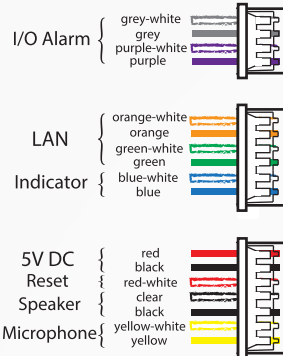 I/O Alarm
grey-white
grey
purple-white
purple
LAN
orange-white
orange
green-white
green
Indicator
blue-white
blue
5V DC
red
black
Reset
red-white
Speaker
clear
black
Microphone
yellow-white
yellow